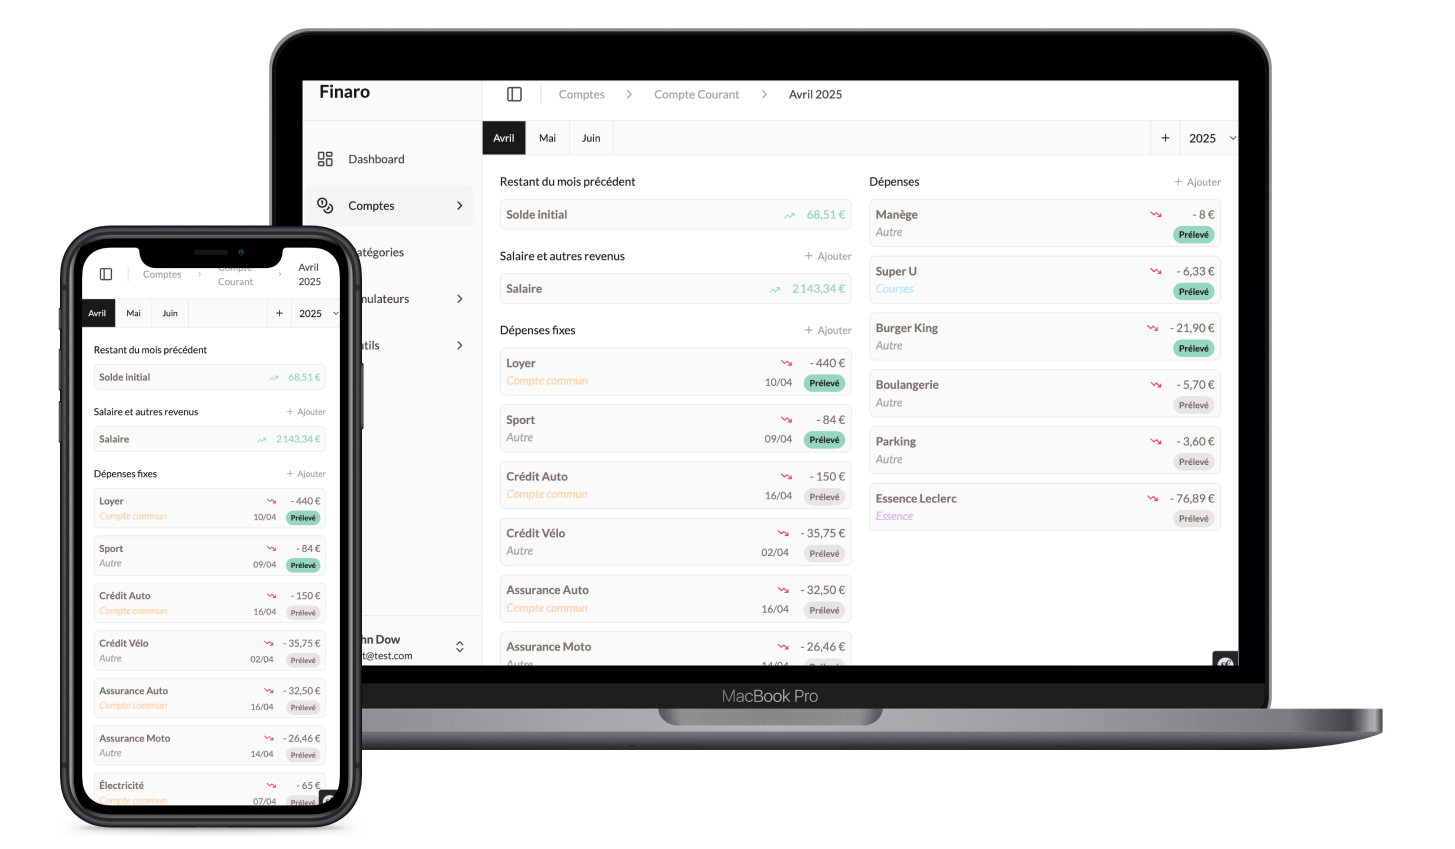 Finaro
Comptes
Compte Courant
Avril 2025
Avril
Mai
Juin
+
2025
Dashboard
Comptes
Restant du mois précédent
Solde initial
68,51 €
Salaire et autres revenus
+ Ajouter
Salaire
2 143,34 €
Dépenses fixes
+ Ajouter
Loyer
- 440 €
Compte commun
10/04
Prélevé
Sport
- 84 €
Autre
09/04
Prélevé
Crédit Auto
- 150 €
Compte commun
16/04
Prélevé
Crédit Vélo
- 35,75 €
Autre
02/04
Prélevé
Assurance Auto
- 32,50 €
Compte commun
16/04
Prélevé
Assurance Moto
- 26,46 €
Autre
14/04
Prélevé
Dépenses
+ Ajouter
Manège
- 8 €
Autre
Prélevé
Super U
- 6,33 €
Courses
Prélevé
Burger King
- 21,90 €
Autre
Prélevé
Boulangerie
- 5,70 €
Autre
Prélevé
Parking
- 3,60 €
Autre
Prélevé
Essence Leclerc
- 76,89 €
Essence
Prélevé
atégories
mulateurs
tils
hn Dow
t@test.com
MacBook Pro
Comptes
Compte
Courant
Avril
2025
Avril
Mai
Juin
+
2025
Restant du mois précédent
Solde initial
68,51 €
Salaire et autres revenus
+ Ajouter
Salaire
2 143,34 €
Dépenses fixes
+ Ajouter
Loyer
- 440 €
Compte commun
10/04
Prélevé
Sport
- 84 €
Autre
09/04
Prélevé
Crédit Auto
- 150 €
Compte commun
16/04
Prélevé
Crédit Vélo
- 35,75 €
Autre
02/04
Prélevé
Assurance Auto
- 32,50 €
Compte commun
16/04
Prélevé
Assurance Moto
- 26,46 €
Autre
14/04
Prélevé
Électricité
- 65 €
Compte commun
07/04
Prélevé